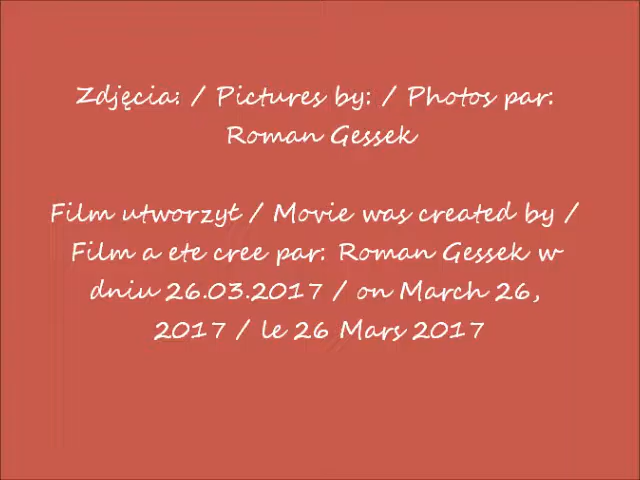 Zdjęcia: / Pictures by: / Photos par:
Roman Gessek
Film utworzył / Movie was created by /
Film a ete cree par: Roman Gessek w
dniu 26.03.2017 / on March 26,
2017 / le 26 Mars 2017